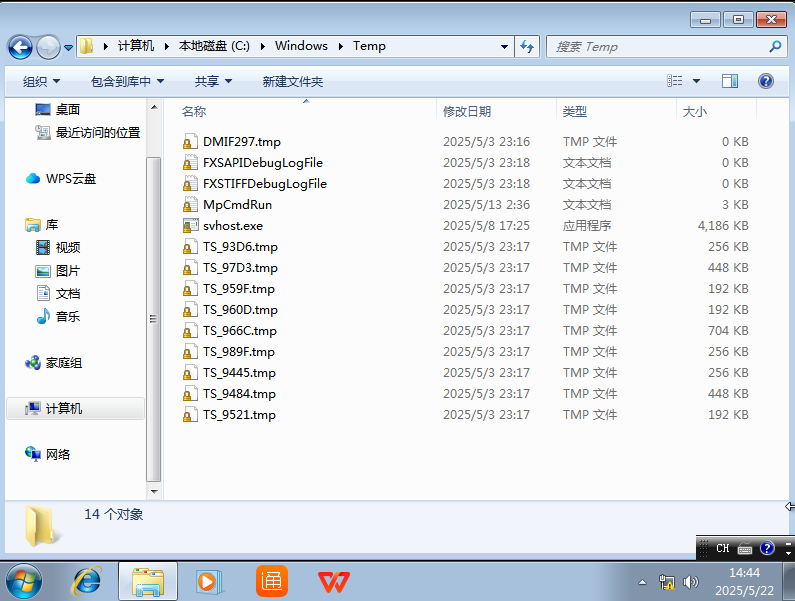 计算机 本地磁盘 (C:) Windows Temp
搜索 Temp
组织 包含到库中 共享 新建文件夹
桌面
最近访问的位置
WPS云盘
库
视频
图片
文档
音乐
家庭组
计算机
网络
名称 修改日期 类型 大小
DMIF297.tmp 2025/5/3 23:16 TMP 文件 0 KB
FXSAPIDebugLogFile 2025/5/3 23:18 文本文档 0 KB
FXSTIFFDebugLogFile 2025/5/3 23:18 文本文档 0 KB
MpCmdRun 2025/5/13 2:36 文本文档 3 KB
svhost.exe 2025/5/8 17:25 应用程序 4,186 KB
TS_93D6.tmp 2025/5/3 23:17 TMP 文件 256 KB
TS_97D3.tmp 2025/5/3 23:17 TMP 文件 448 KB
TS_959F.tmp 2025/5/3 23:17 TMP 文件 192 KB
TS_960D.tmp 2025/5/3 23:17 TMP 文件 192 KB
TS_966C.tmp 2025/5/3 23:17 TMP 文件 704 KB
TS_989F.tmp 2025/5/3 23:17 TMP 文件 256 KB
TS_9445.tmp 2025/5/3 23:17 TMP 文件 256 KB
TS_9484.tmp 2025/5/3 23:17 TMP 文件 448 KB
TS_9521.tmp 2025/5/3 23:17 TMP 文件 192 KB
14 个对象
CH
14:44
2025/5/22